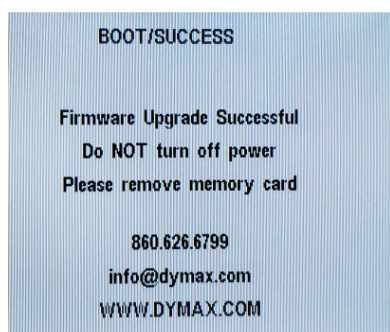 BOOT/SUCCESS
Firmware Upgrade Successful
Do NOT turn off power
Please remove memory card
860.626.6799
info@dymax.com
WWW.DYMAX.COM